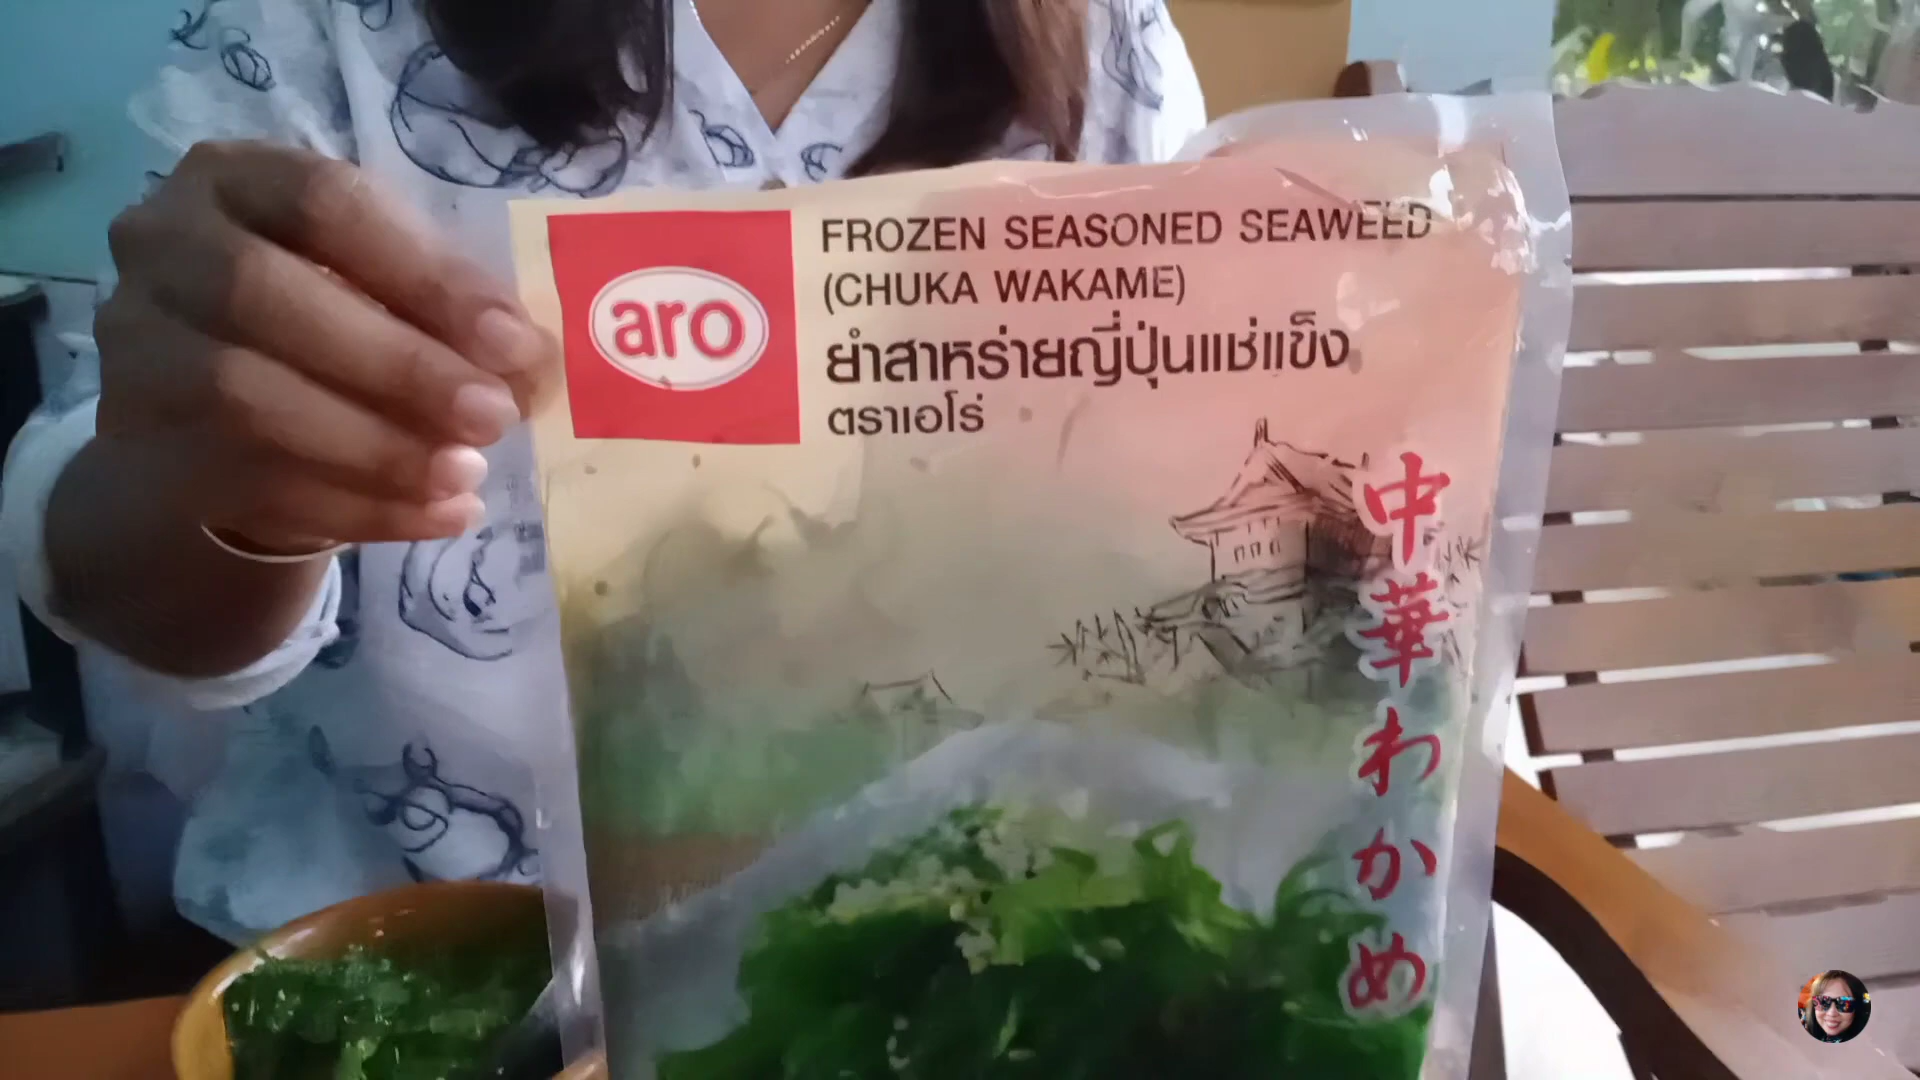 aro
FROZEN SEASONED SEAWEED
(CHUKA WAKAME)
ยำสาหร่ายญี่ปุ่นแช่แข็ง
ตราเอโร่
中華わかめ